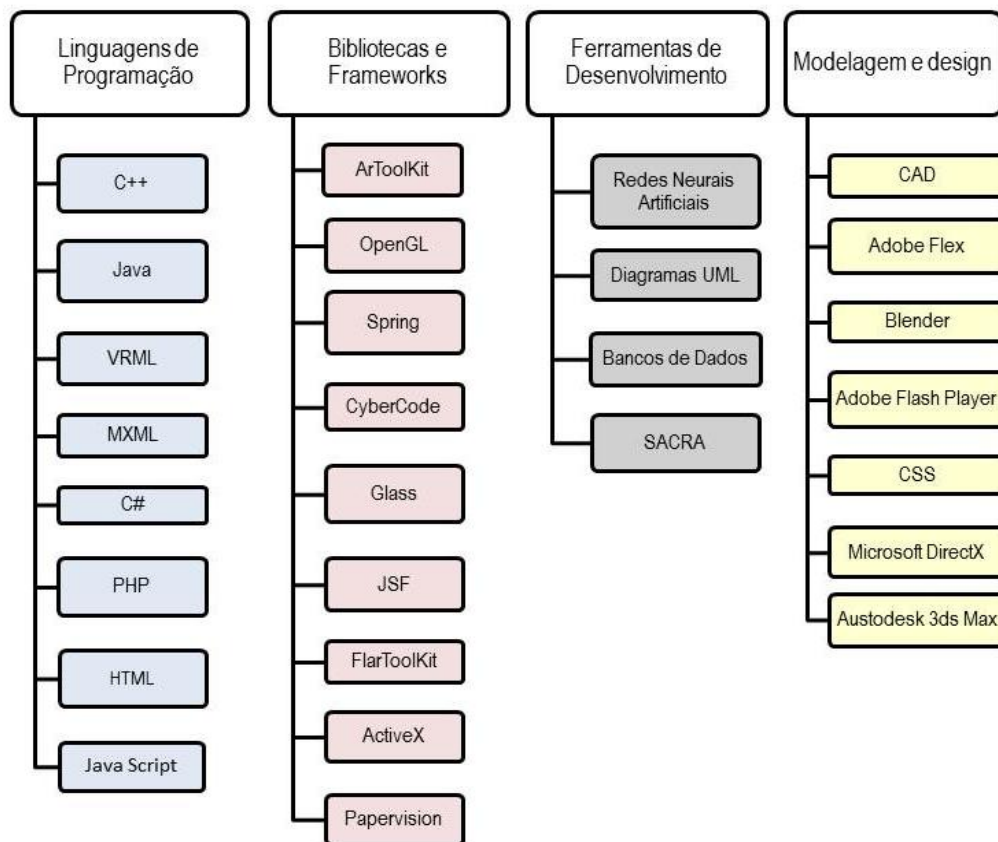 Linguagens de
Programação
C++
Java
VRML
MXML
C#
PHP
HTML
Java Script
Bibliotecas e
Frameworks
ArToolKit
OpenGL
Spring
CyberCode
Glass
JSF
FlarToolKit
ActiveX
Papervision
Ferramentas de
Desenvolvimento
Redes Neurais
Artificiais
Diagramas UML
Bancos de Dados
SACRA
Modelagem e design
CAD
Adobe Flex
Blender
Adobe Flash Player
CSS
Microsoft DirectX
Austodesk 3ds Max